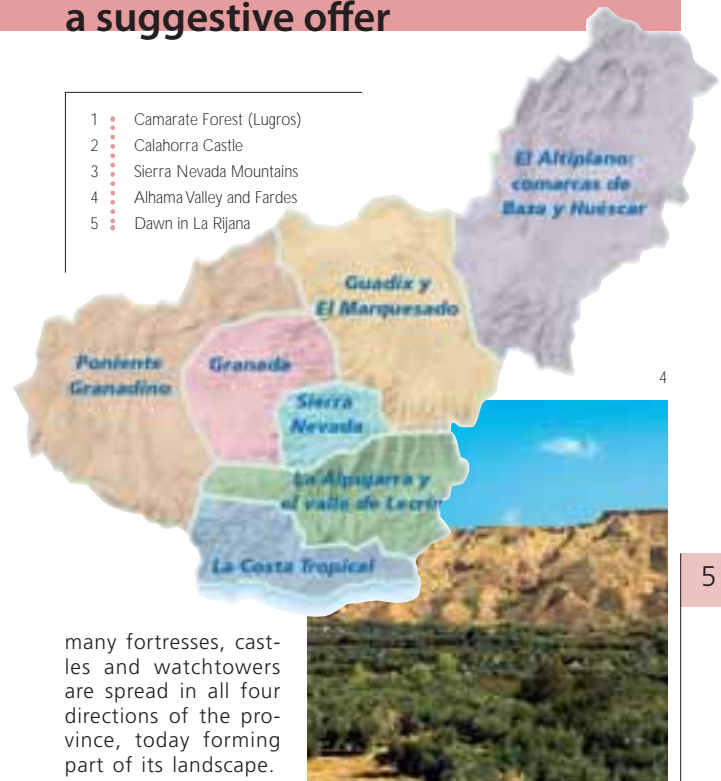 a suggestive offer
1 Camarate Forest (Lugros)
2 Calahorra Castle
3 Sierra Nevada Mountains
4 Alhama Valley and Fardes
5 Dawn in La Rijana
El Altiplano:
comarcas de
Baza y Huéscar
Guadix y
El Marquesado
Poniente
Granadino
Granada
Sierra
Nevada
La Alpujarra y
el valle de Lecrín
La Costa Tropical
4
5
many fortresses, cast-
les and watchtowers
are spread in all four
directions of the pro-
vince, today forming
part of its landscape.